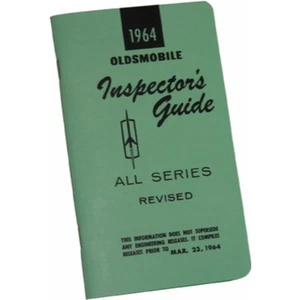 1964
OLDSMOBILE
Inspector's
Guide
ALL SERIES
REVISED
THIS INFORMATION DOES NOT SUPERSEDE
ANY ENGINEERING RELEASES. IT COMPILES
RELEASES PRIOR TO MAR. 23, 1964